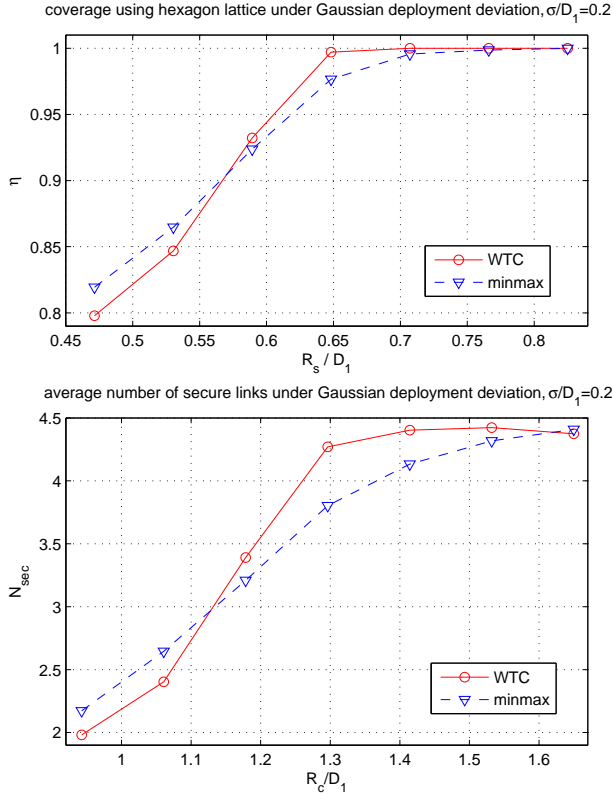 coverage using hexagon lattice under Gaussian deployment deviation, σ/D₁=0.2
1
0.95
0.9
0.85
0.8
η
0.45 0.5 0.55 0.6 0.65 0.7 0.75 0.8
R_s / D₁
WTC
minmax
average number of secure links under Gaussian deployment deviation, σ/D₁=0.2
4.5
4
3.5
3
2.5
2
N_sec
1 1.1 1.2 1.3 1.4 1.5 1.6
R_c/D₁
WTC
minmax